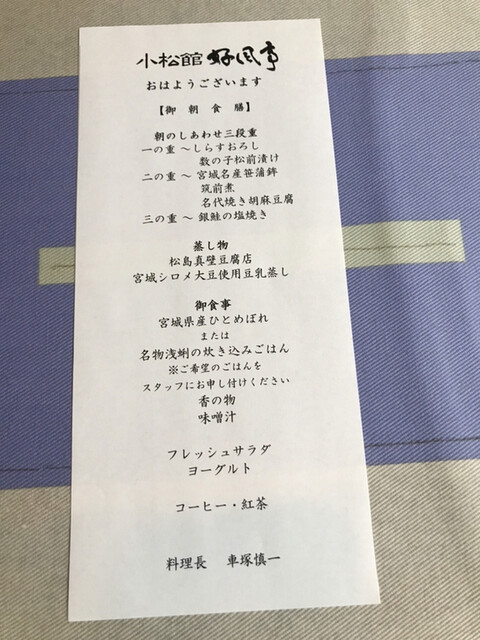 小松館 好風亭
おはようございます
【御 朝 食 膳】
朝のしあわせ三段重
一の重 ～しらすおろし
数の子松前漬け
二の重 ～ 宮城名産笹蒲鉾
筑前煮
名代焼き胡麻豆腐
三の重 ～ 銀鮭の塩焼き
蒸し物
松島真壁豆腐店
宮城シロメ大豆使用豆乳蒸し
御食事
宮城県産ひとめぼれ
または
名物浅蜊の炊き込みごはん
※ご希望のごはんを
スタッフにお申し付けください
香の物
味噌汁
フレッシュサラダ
ヨーグルト
コーヒー・紅茶
料理長 車塚慎一